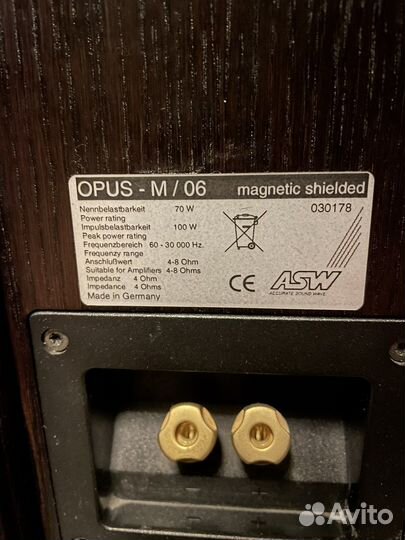 OPUS - M / 06 magnetic shielded
Nennbelastbarkeit 70 W 030178
Power rating
Impulsbelastbarkeit 100 W
Peak power rating
Frequenzbereich 60 - 30 000 Hz.
Frequenzy range
Anschlußwert 4-8 Ohm
Suitable for Amplifiers 4-8 Ohms
Impedanz 4 Ohm
Impedance 4 Ohms
Made in Germany
CE ASW
ACCURATE SOUND WAVE
- +
Avito